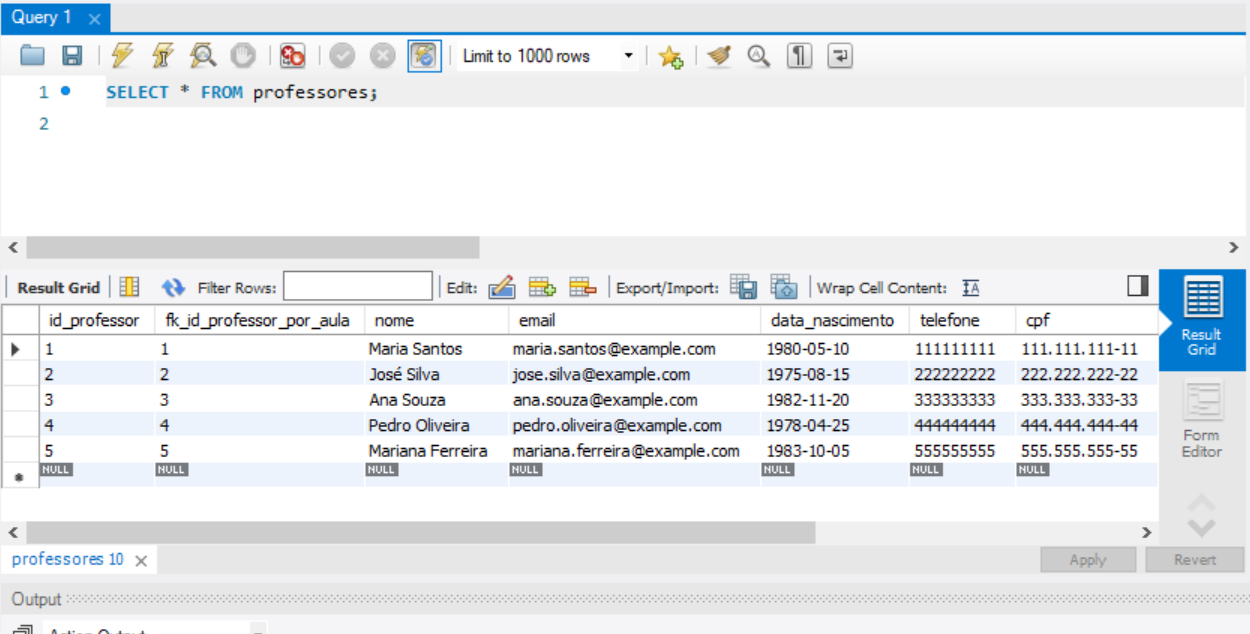 Query 1
Limit to 1000 rows
1 SELECT * FROM professores;
2
Result Grid Filter Rows: Edit: Export/Import: Wrap Cell Content:
id_professor fk_id_professor_por_aula nome email data_nascimento telefone cpf
1 1 Maria Santos maria.santos@example.com 1980-05-10 111111111 111.111.111-11
2 2 José Silva jose.silva@example.com 1975-08-15 222222222 222.222.222-22
3 3 Ana Souza ana.souza@example.com 1982-11-20 333333333 333.333.333-33
4 4 Pedro Oliveira pedro.oliveira@example.com 1978-04-25 444444444 444.444.444-44
5 5 Mariana Ferreira mariana.ferreira@example.com 1983-10-05 555555555 555.555.555-55
NULL NULL NULL NULL NULL NULL NULL
Result
Grid
Form
Editor
professores 10
Apply Revert
Output
Action Output